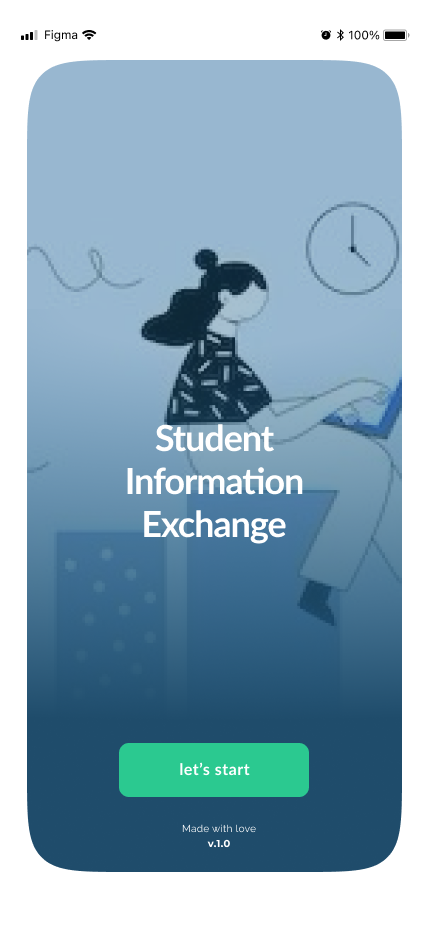 Figma 100%
Student
Information
Exchange
let's start
Made with love
v.1.0